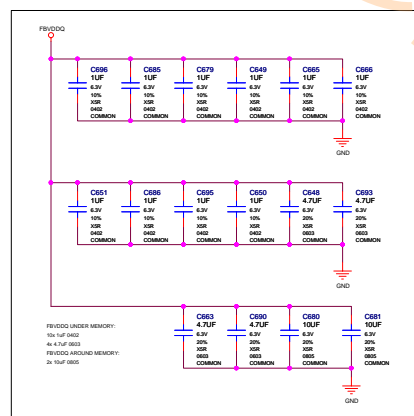 FBVDDQ
C696 C685 C679 C649 C665 C666
1UF 1UF 1UF 1UF 1UF 1UF
6.3V 6.3V 6.3V 6.3V 6.3V 6.3V
10% 10% 10% 10% 10% 10%
X5R X5R X5R X5R X5R X5R
0402 0402 0402 0402 0402 0402
COMMON COMMON COMMON COMMON COMMON COMMON
GND
C651 C686 C695 C650 C648 C693
1UF 1UF 1UF 1UF 4.7UF 4.7UF
6.3V 6.3V 6.3V 6.3V 6.3V 6.3V
10% 10% 10% 10% 20% 20%
X5R X5R X5R X5R X5R X5R
0402 0402 0402 0402 0603 0603
COMMON COMMON COMMON COMMON COMMON COMMON
GND
C663 C690 C680 C681
4.7UF 4.7UF 10UF 10UF
6.3V 6.3V 6.3V 6.3V
20% 20% 20% 20%
X5R X5R X5R X5R
0603 0603 0805 0805
COMMON COMMON COMMON COMMON
GND
FBVDDQ UNDER MEMORY:
10x 1uF 0402
4x 4.7uF 0603
FBVDDQ AROUND MEMORY:
2x 10uF 0805